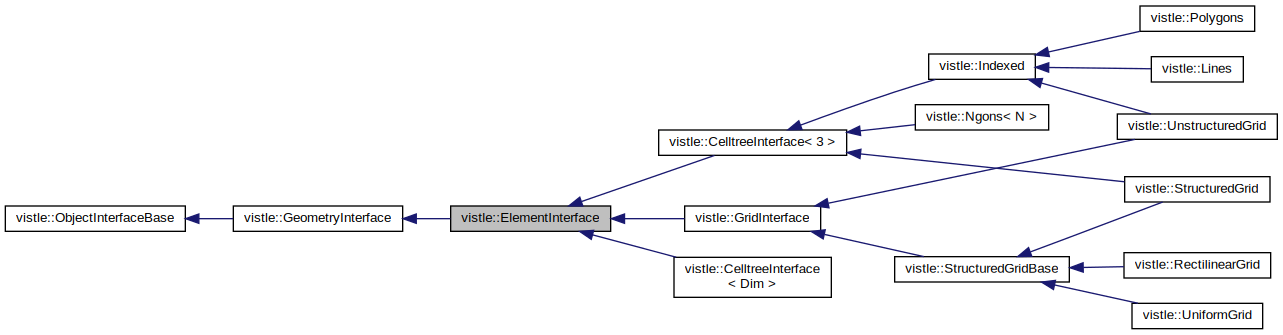 vistle::Polygons
vistle::Indexed
vistle::Lines
vistle::Ngons< N >
vistle::UnstructuredGrid
vistle::CelltreeInterface< 3 >
vistle::StructuredGrid
vistle::ObjectInterfaceBase
vistle::GeometryInterface
vistle::ElementInterface
vistle::GridInterface
vistle::CelltreeInterface
< Dim >
vistle::StructuredGridBase
vistle::RectilinearGrid
vistle::UniformGrid